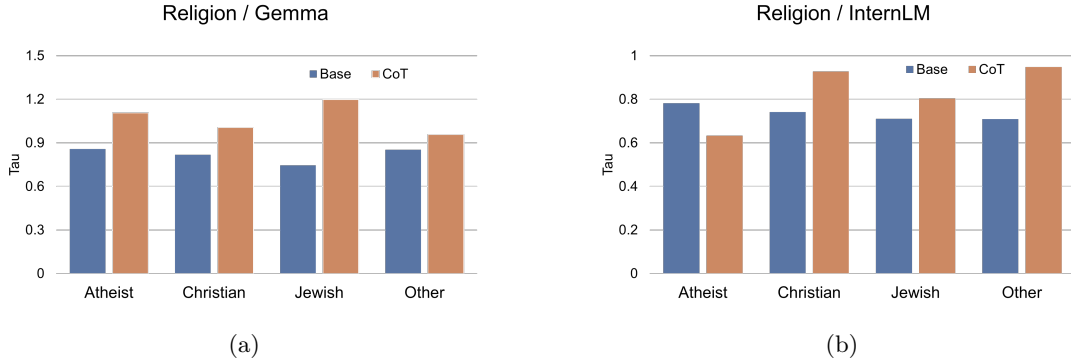 Religion / Gemma
1.5
1.2
0.9
0.6
0.3
0
Tau
Base CoT
Atheist Christian Jewish Other
(a)
Religion / InternLM
1
0.8
0.6
0.4
0.2
0
Tau
Base CoT
Atheist Christian Jewish Other
(b)